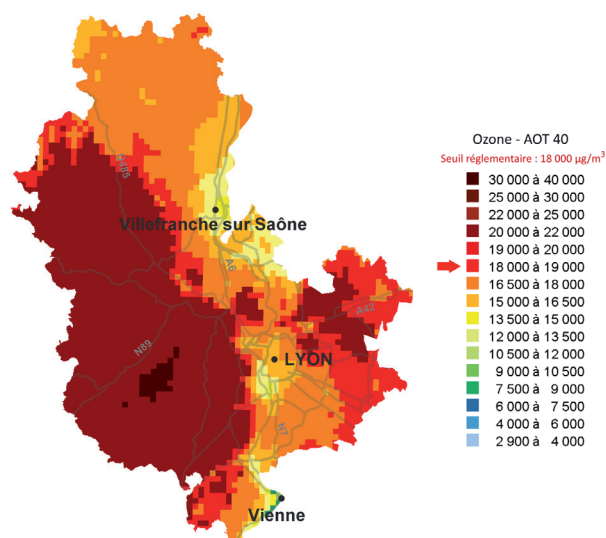 Ozone - AOT 40
Seuil réglementaire : 18 000 µg/m³
30 000 à 40 000
25 000 à 30 000
22 000 à 25 000
20 000 à 22 000
19 000 à 20 000
18 000 à 19 000
16 500 à 18 000
15 000 à 16 500
13 500 à 15 000
12 000 à 13 500
10 500 à 12 000
9 000 à 10 500
7 500 à 9 000
6 000 à 7 500
4 000 à 6 000
2 900 à 4 000
Villefranche sur Saône
A6
A42
N89
LYON
N7
Vienne